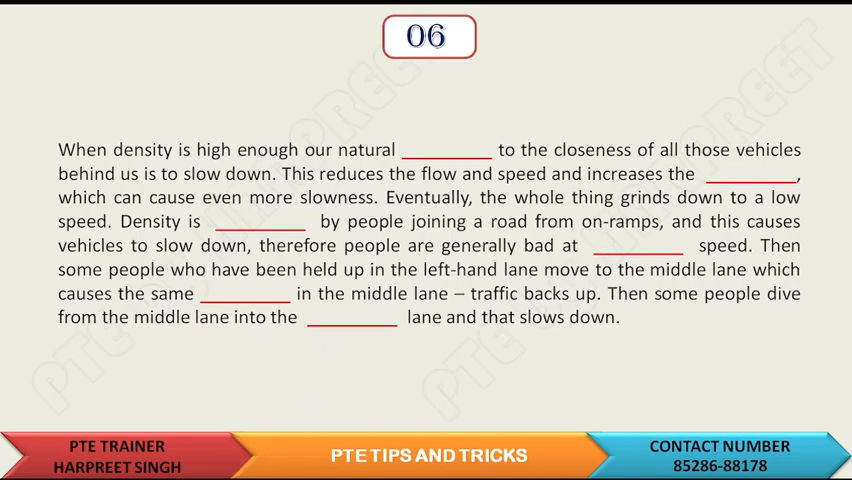 06
When density is high enough our natural __________ to the closeness of all those vehicles
behind us is to slow down. This reduces the flow and speed and increases the __________,
which can cause even more slowness. Eventually, the whole thing grinds down to a low
speed. Density is __________ by people joining a road from on-ramps, and this causes
vehicles to slow down, therefore people are generally bad at __________ speed. Then
some people who have been held up in the left-hand lane move to the middle lane which
causes the same __________ in the middle lane – traffic backs up. Then some people dive
from the middle lane into the __________ lane and that slows down.
PTE TRAINER
HARPREET SINGH
PTE TIPS AND TRICKS
CONTACT NUMBER
85286-88178